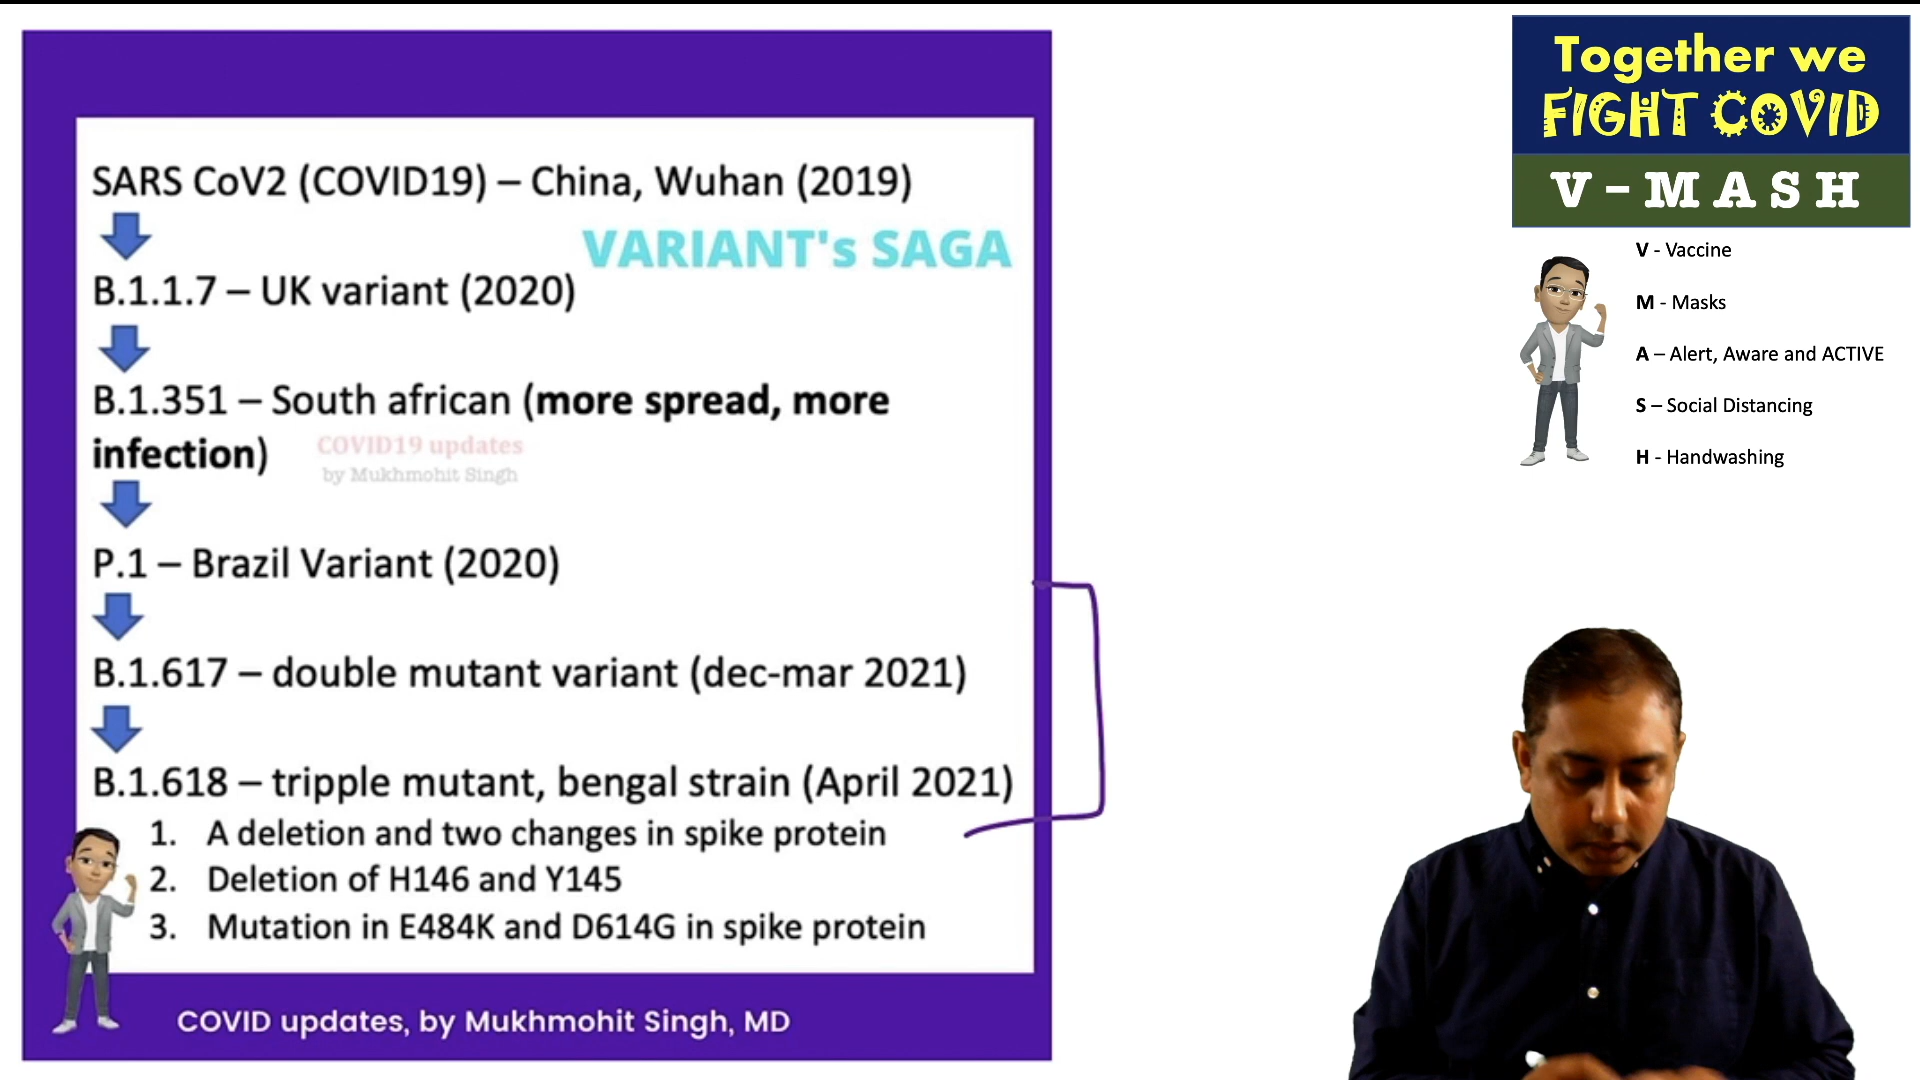 SARS CoV2 (COVID19) – China, Wuhan (2019)
VARIANT's SAGA
B.1.1.7 – UK variant (2020)
B.1.351 – South african (more spread, more
infection)
COVID19 updates
by Mukhmohit Singh
P.1 – Brazil Variant (2020)
B.1.617 – double mutant variant (dec-mar 2021)
B.1.618 – tripple mutant, bengal strain (April 2021)
1. A deletion and two changes in spike protein
2. Deletion of H146 and Y145
3. Mutation in E484K and D614G in spike protein
COVID updates, by Mukhmohit Singh, MD
Together we
FIGHT COVID
V – M A S H
V - Vaccine
M - Masks
A – Alert, Aware and ACTIVE
S – Social Distancing
H - Handwashing